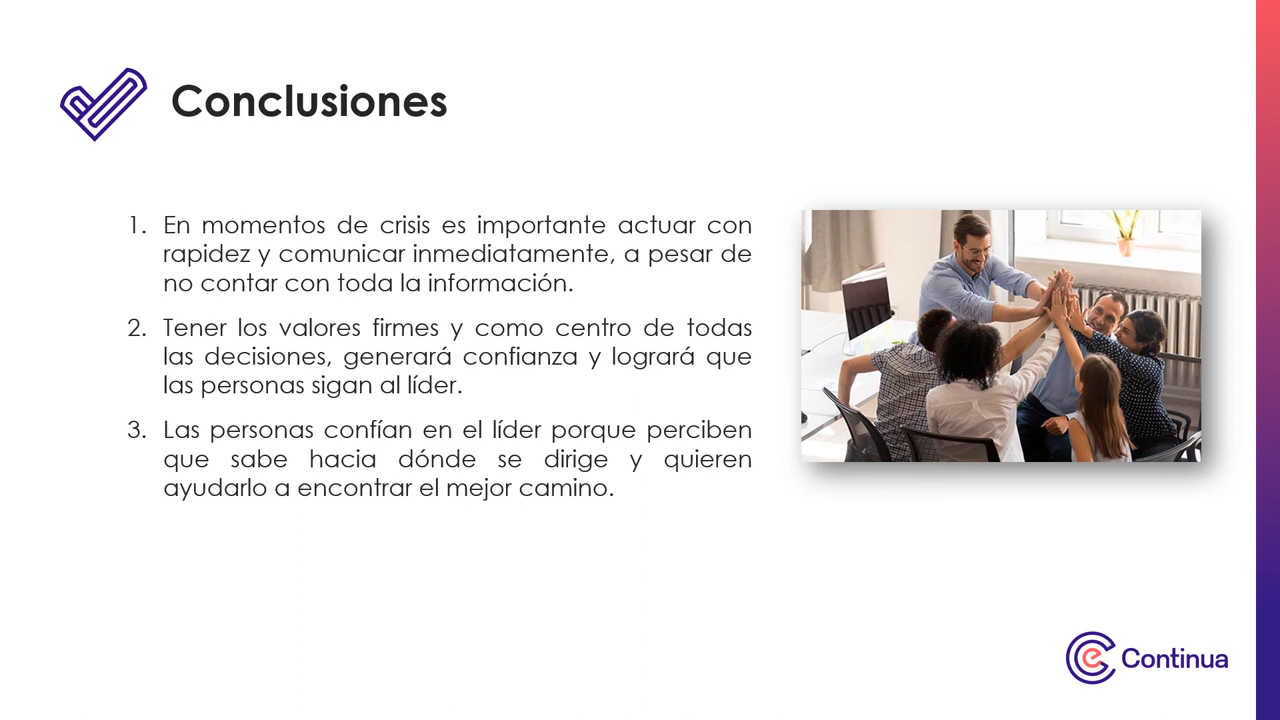 Conclusiones
1. En momentos de crisis es importante actuar con
rapidez y comunicar inmediatamente, a pesar de
no contar con toda la información.
2. Tener los valores firmes y como centro de todas
las decisiones, generará confianza y logrará que
las personas sigan al líder.
3. Las personas confían en el líder porque perciben
que sabe hacia dónde se dirige y quieren
ayudarlo a encontrar el mejor camino.
e Continua